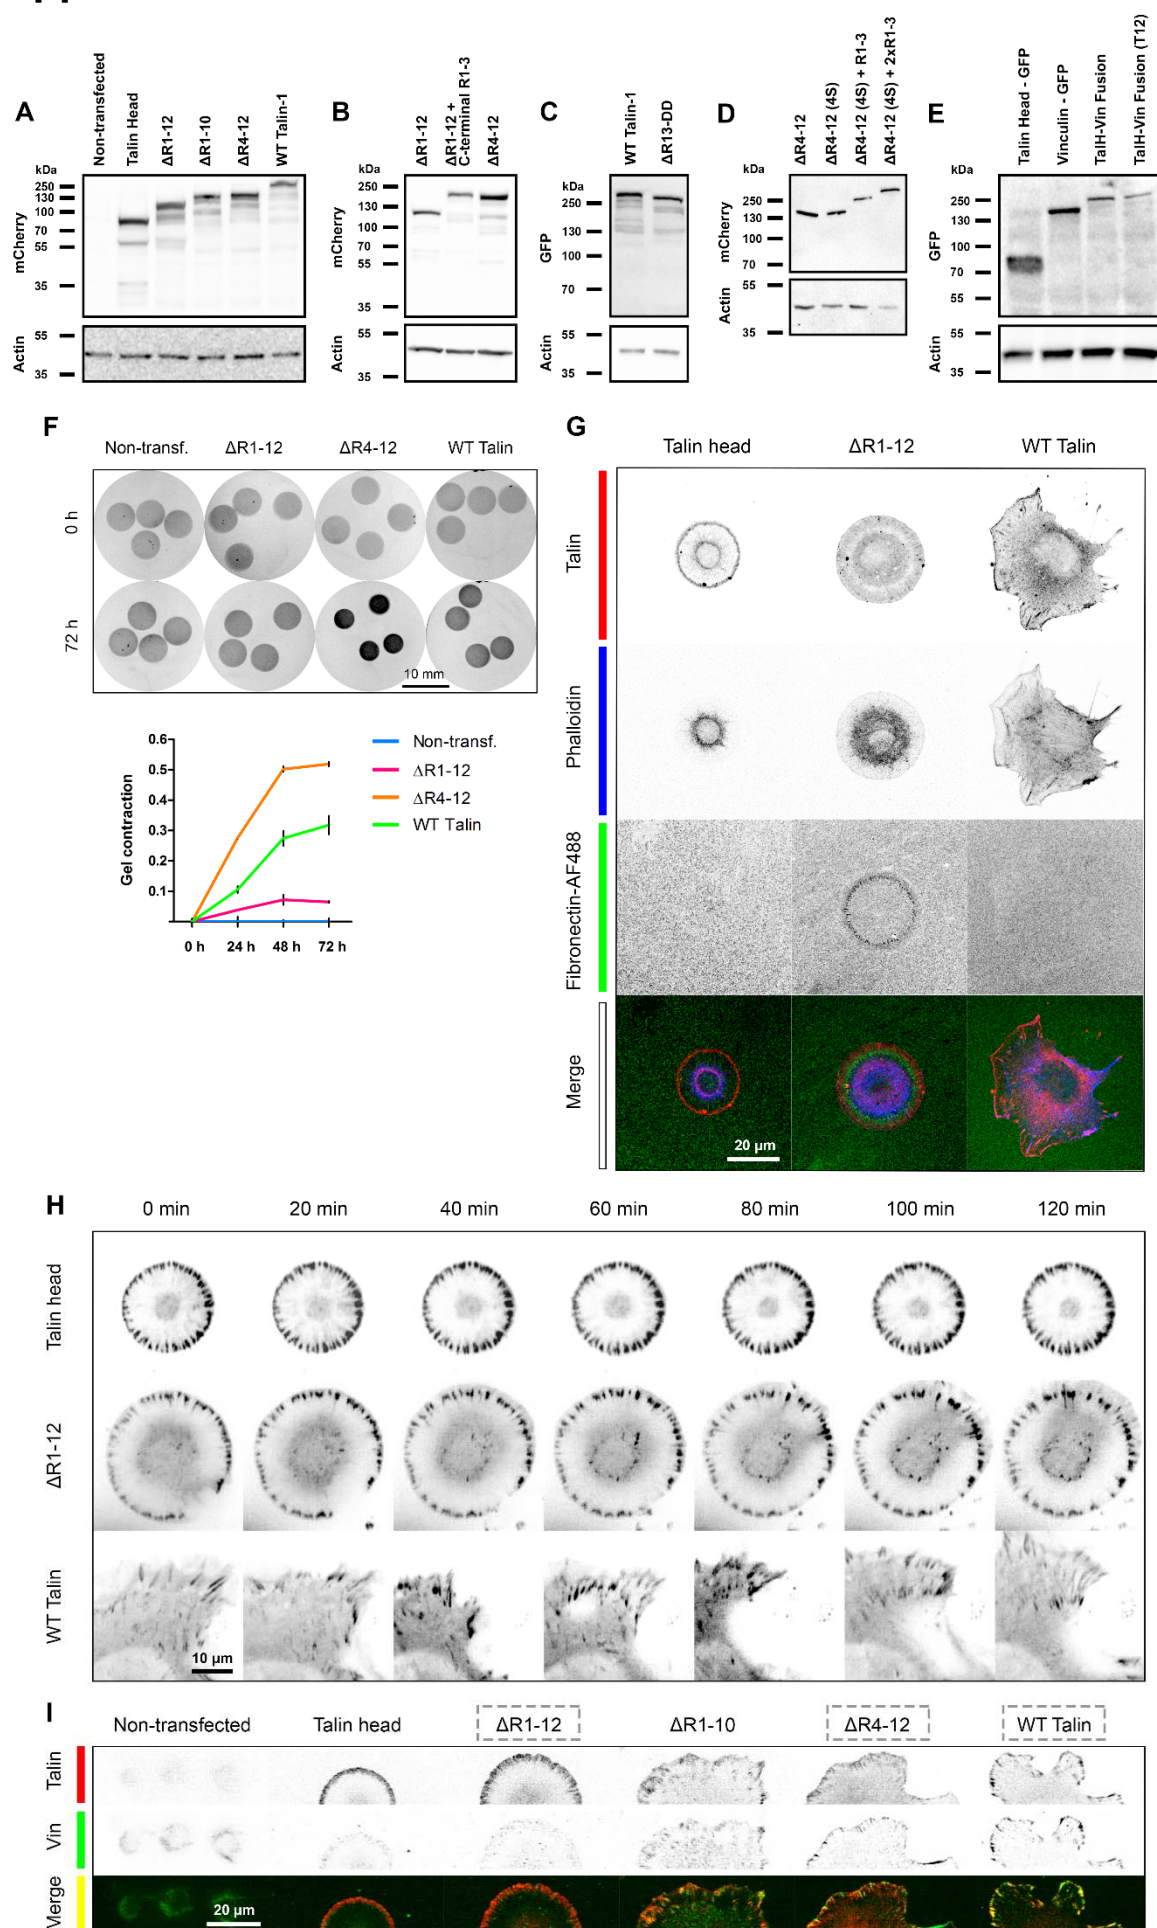 A
Non-transfected
Talin Head
ΔR1-12
ΔR1-10
ΔR4-12
WT Talin-1
kDa
250
130
100
70
55
35
mCherry
55
35
Actin
B
ΔR1-12
ΔR1-12 +
C-terminal R1-3
ΔR4-12
kDa
250
130
100
70
55
35
mCherry
55
35
Actin
C
WT Talin-1
ΔR13-DD
kDa
250
130
100
70
GFP
55
35
Actin
D
ΔR4-12
ΔR4-12 (4S)
ΔR4-12 (4S) + R1-3
ΔR4-12 (4S) + 2xR1-3
kDa
250
130
100
70
mCherry
55
35
Actin
E
Talin Head - GFP
Vinculin - GFP
TalH-Vin Fusion
TalH-Vin Fusion (T12)
kDa
250
130
100
70
55
GFP
55
35
Actin
F
Non-transf.
ΔR1-12
ΔR4-12
WT Talin
0 h
72 h
10 mm
Gel contraction
0.6
0.5
0.4
0.3
0.2
0.1
0 h
24 h
48 h
72 h
Non-transf.
ΔR1-12
ΔR4-12
WT Talin
G
Talin head
ΔR1-12
WT Talin
Talin
Phalloidin
Fibronectin-AF488
Merge
20 µm
H
0 min
20 min
40 min
60 min
80 min
100 min
120 min
Talin head
ΔR1-12
WT Talin
10 µm
I
Non-transfected
Talin head
ΔR1-12
ΔR1-10
ΔR4-12
WT Talin
Talin
Vin
Merge
20 µm